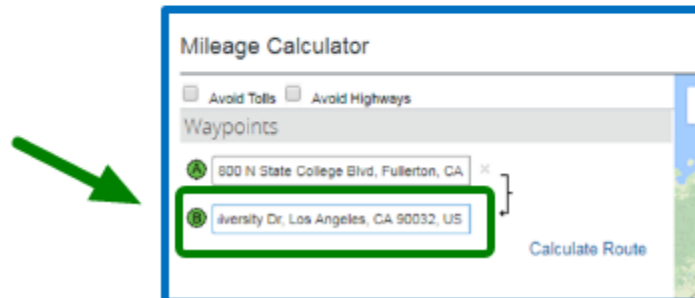 Mileage Calculator
Avoid Tolls Avoid Highways
Waypoints
A 800 N State College Blvd, Fullerton, CA ×
B iversity Dr, Los Angeles, CA 90032, US
Calculate Route